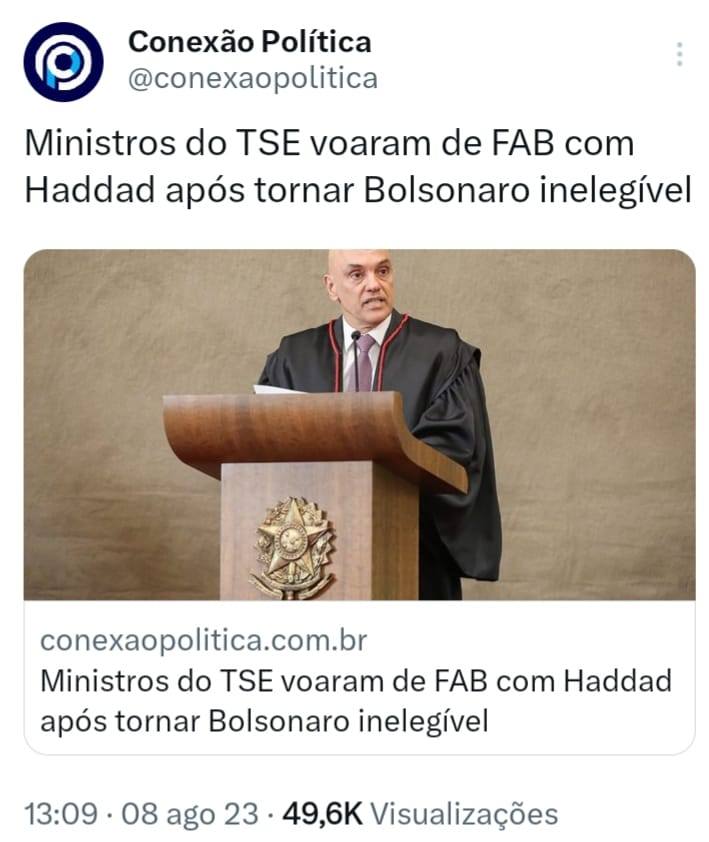 Conexão Política
@conexaopolitica
Ministros do TSE voaram de FAB com
Haddad após tornar Bolsonaro inelegível
conexaopolitica.com.br
Ministros do TSE voaram de FAB com Haddad
após tornar Bolsonaro inelegível
13:09 · 08 ago 23 · 49,6K Visualizações